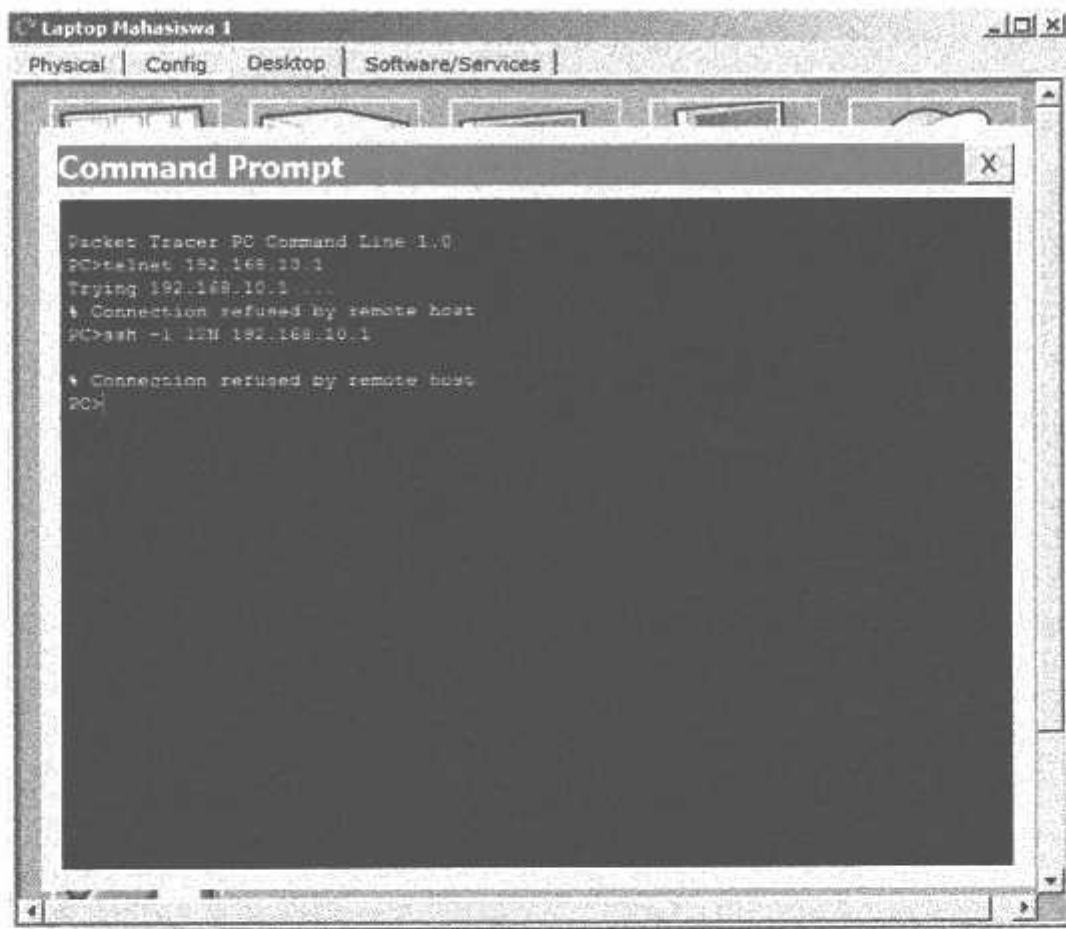 Laptop Mahasiswa 1
Physical Config Desktop Software/Services
Command Prompt X
Packet Tracer PC Command Line 1.0
PC>telnet 192.168.10.1
Trying 192.168.10.1 ...
% Connection refused by remote host
PC>ssh -l 192.168.10.1
% Connection refused by remote host
PC>